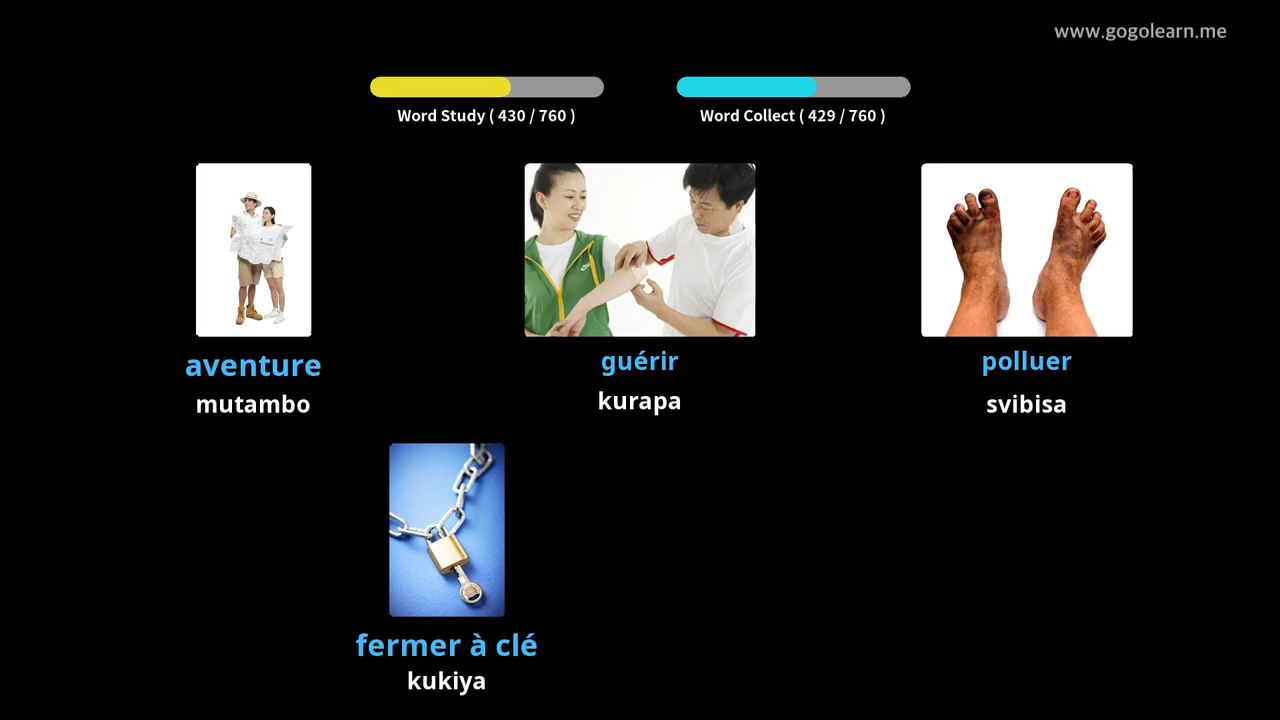 www.gogolearn.me
Word Study ( 430 / 760 )
Word Collect ( 429 / 760 )
aventure
mutambo
guérir
kurapa
polluer
svibisa
fermer à clé
kukiya